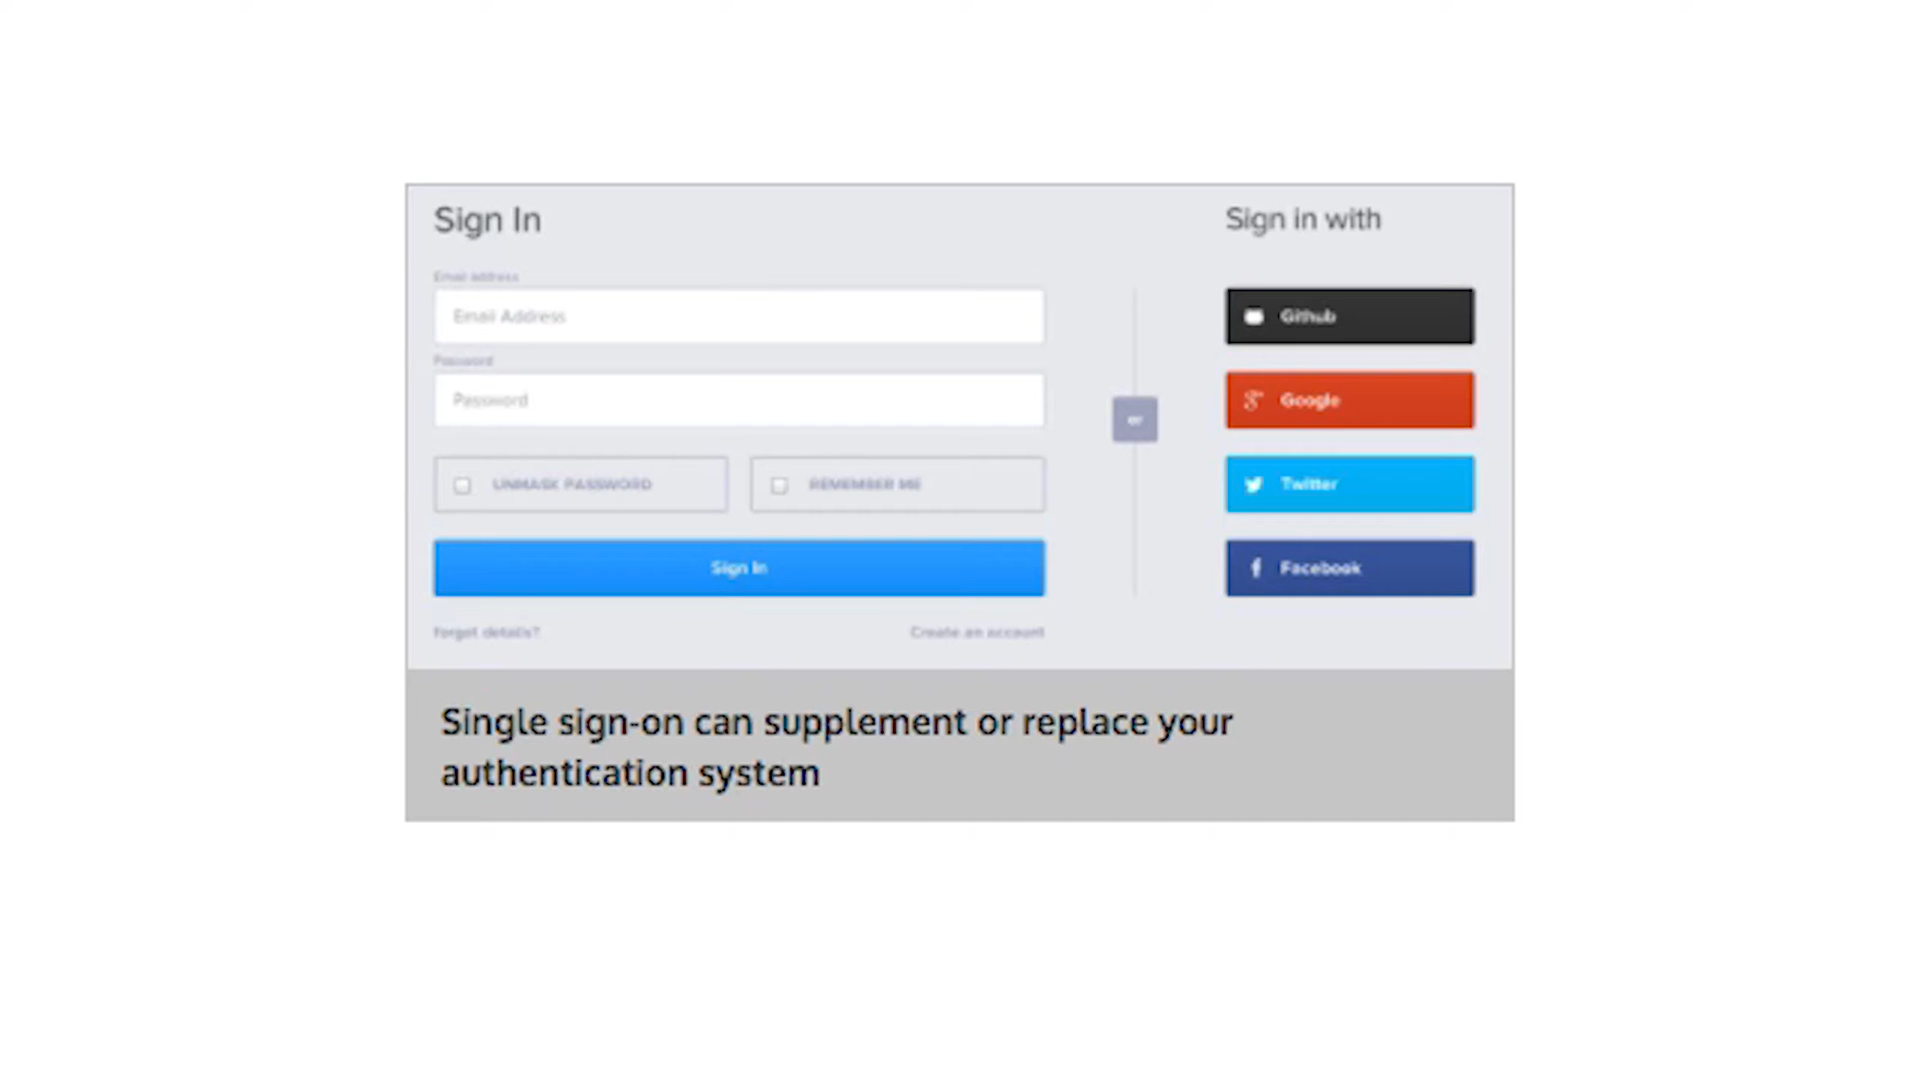 Sign In
Email address
Email Address
Password
Password
UNMASK PASSWORD
REMEMBER ME
Sign In
Forgot details?
Create an account
or
Sign in with
Github
Google
Twitter
Facebook
Single sign-on can supplement or replace your
authentication system